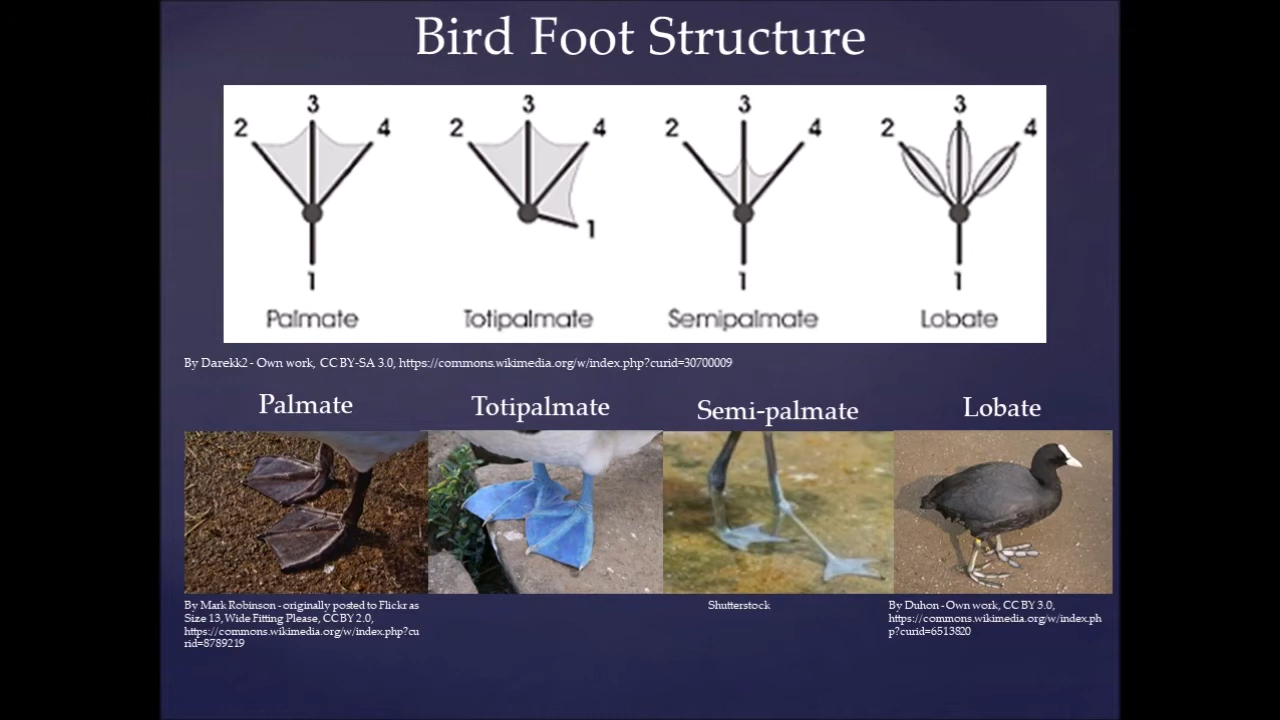 Bird Foot Structure
2 3 4 2 3 4 2 3 4 2 3 4
1 1 1 1
Palmate Totipalmate Semipalmate Lobate
By Darekk2 - Own work, CC BY-SA 3.0, https://commons.wikimedia.org/w/index.php?curid=30700009
Palmate Totipalmate Semi-palmate Lobate
By Mark Robinson - originally posted to Flickr as
Size 13, Wide Fitting Please, CC BY 2.0,
https://commons.wikimedia.org/w/index.php?cu
rid=8789219
Shutterstock
By Duhon - Own work, CC BY 3.0,
https://commons.wikimedia.org/w/index.ph
p?curid=6513820